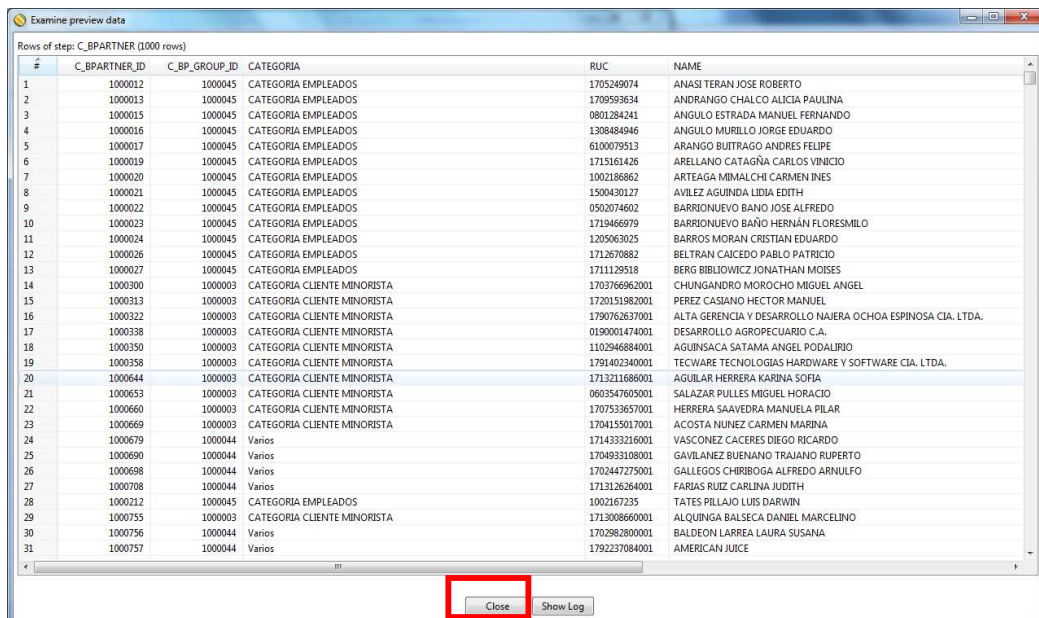 Examine preview data
Rows of step: C_BPARTNER (1000 rows)
# C_BPARTNER_ID C_BP_GROUP_ID CATEGORIA RUC NAME
1 1000012 1000045 CATEGORIA EMPLEADOS 1705249074 ANASI TERAN JOSE ROBERTO
2 1000013 1000045 CATEGORIA EMPLEADOS 1709593634 ANDRANGO CHALCO ALICIA PAULINA
3 1000015 1000045 CATEGORIA EMPLEADOS 0801284241 ANGULO ESTRADA MANUEL FERNANDO
4 1000016 1000045 CATEGORIA EMPLEADOS 1308484946 ANGULO MURILLO JORGE EDUARDO
5 1000017 1000045 CATEGORIA EMPLEADOS 6100079513 ARANGO BUITRAGO ANDRES FELIPE
6 1000019 1000045 CATEGORIA EMPLEADOS 1715161426 ARELLANO CATAGÑA CARLOS VINICIO
7 1000020 1000045 CATEGORIA EMPLEADOS 1002186862 ARTEAGA MIMALCHI CARMEN INES
8 1000021 1000045 CATEGORIA EMPLEADOS 1500430127 AVILEZ AGUINDA LIDIA EDITH
9 1000022 1000045 CATEGORIA EMPLEADOS 0502074602 BARRIONUEVO BANO JOSE ALFREDO
10 1000023 1000045 CATEGORIA EMPLEADOS 1719466979 BARRIONUEVO BAÑO HERNÁN FLORESMILO
11 1000024 1000045 CATEGORIA EMPLEADOS 1205063025 BARROS MORAN CRISTIAN EDUARDO
12 1000026 1000045 CATEGORIA EMPLEADOS 1712670882 BELTRAN CAICEDO PABLO PATRICIO
13 1000027 1000045 CATEGORIA EMPLEADOS 1711129518 BERG BIBLIOWICZ JONATHAN MOISES
14 1000300 1000003 CATEGORIA CLIENTE MINORISTA 1703766962001 CHUNGANDRO MOROCHO MIGUEL ANGEL
15 1000313 1000003 CATEGORIA CLIENTE MINORISTA 1720151982001 PEREZ CASIANO HECTOR MANUEL
16 1000322 1000003 CATEGORIA CLIENTE MINORISTA 1790762637001 ALTA GERENCIA Y DESARROLLO NAJERA OCHOA ESPINOSA CIA. LTDA.
17 1000338 1000003 CATEGORIA CLIENTE MINORISTA 0190001474001 DESARROLLO AGROPECUARIO C.A.
18 1000350 1000003 CATEGORIA CLIENTE MINORISTA 1102946884001 AGUINSACA SATAMA ANGEL PODALIRIO
19 1000358 1000003 CATEGORIA CLIENTE MINORISTA 1791402340001 TECWARE TECNOLOGIAS HARDWARE Y SOFTWARE CIA. LTDA.
20 1000644 1000003 CATEGORIA CLIENTE MINORISTA 1713211686001 AGUILAR HERRERA KARINA SOFIA
21 1000653 1000003 CATEGORIA CLIENTE MINORISTA 0603547605001 SALAZAR PULLES MIGUEL HORACIO
22 1000660 1000003 CATEGORIA CLIENTE MINORISTA 1707533657001 HERRERA SAAVEDRA MANUELA PILAR
23 1000669 1000003 CATEGORIA CLIENTE MINORISTA 1704155017001 ACOSTA NUNEZ CARMEN MARINA
24 1000679 1000044 Varios 1714333216001 VASCONEZ CACERES DIEGO RICARDO
25 1000690 1000044 Varios 1704933108001 GAVILANEZ BUENANO TRAJANO RUPERTO
26 1000698 1000044 Varios 1702447275001 GALLEGOS CHIRIBOGA ALFREDO ARNULFO
27 1000708 1000044 Varios 1713126264001 FARIAS RUIZ CARLINA JUDITH
28 1000212 1000045 CATEGORIA EMPLEADOS 1002167235 TATES PILLAJO LUIS DARWIN
29 1000755 1000003 CATEGORIA CLIENTE MINORISTA 1713008660001 ALQUINGA BALSECA DANIEL MARCELINO
30 1000756 1000044 Varios 1702982800001 BALDEON LARREA LAURA SUSANA
31 1000757 1000044 Varios 1792237084001 AMERICAN JUICE
Close Show Log